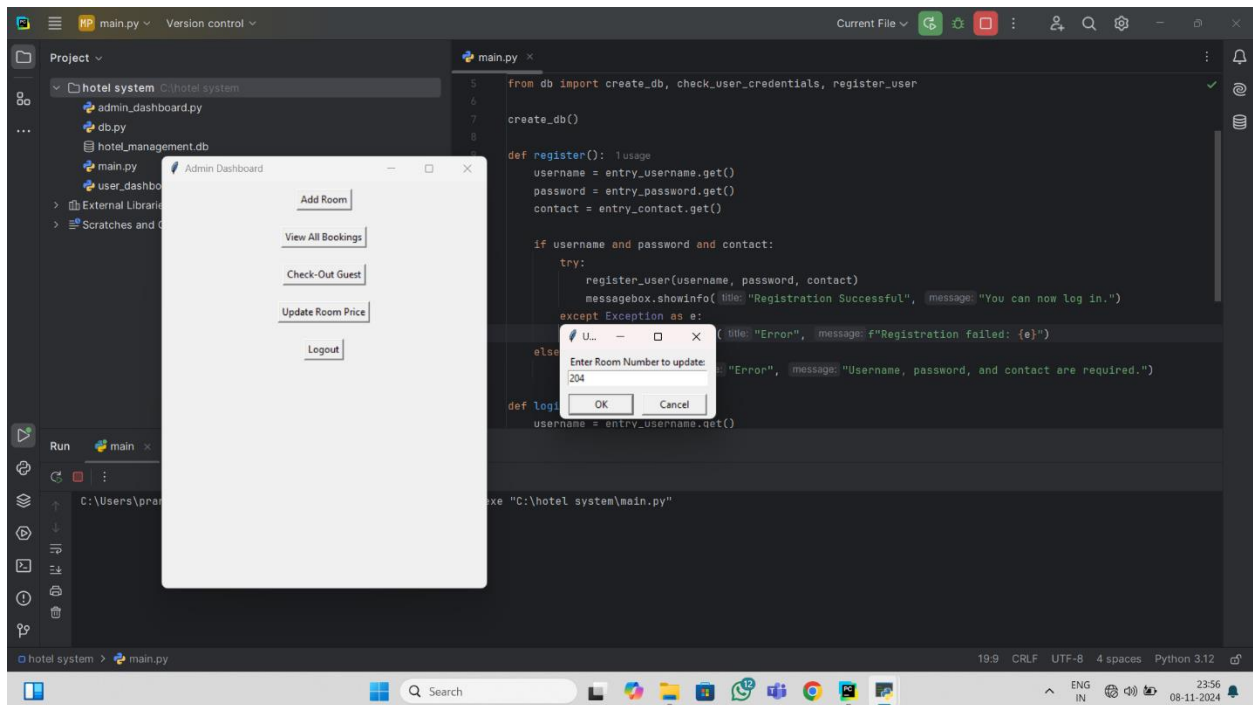 MP main.py Version control Current File
Project
hotel system C:\hotel system
admin_dashboard.py
db.py
hotel_management.db
main.py
user_dashbo
External Librarie
Scratches and
main.py
5 from db import create_db, check_user_credentials, register_user
6
7 create_db()
8
def register(): 1 usage
username = entry_username.get()
password = entry_password.get()
contact = entry_contact.get()
if username and password and contact:
try:
register_user(username, password, contact)
messagebox.showinfo( title: "Registration Successful", message: "You can now log in.")
except Exception as e:
( title: "Error", message: f"Registration failed: {e}")
else
"Error", message: "Username, password, and contact are required.")
def logi
username = entry_username.get()
Admin Dashboard
Add Room
View All Bookings
Check-Out Guest
Update Room Price
Logout
U...
Enter Room Number to update:
204
OK Cancel
Run main
C:\Users\pra
exe "C:\hotel system\main.py"
hotel system > main.py 19:9 CRLF UTF-8 4 spaces Python 3.12
Search
12
ENG
IN
23:56
08-11-2024